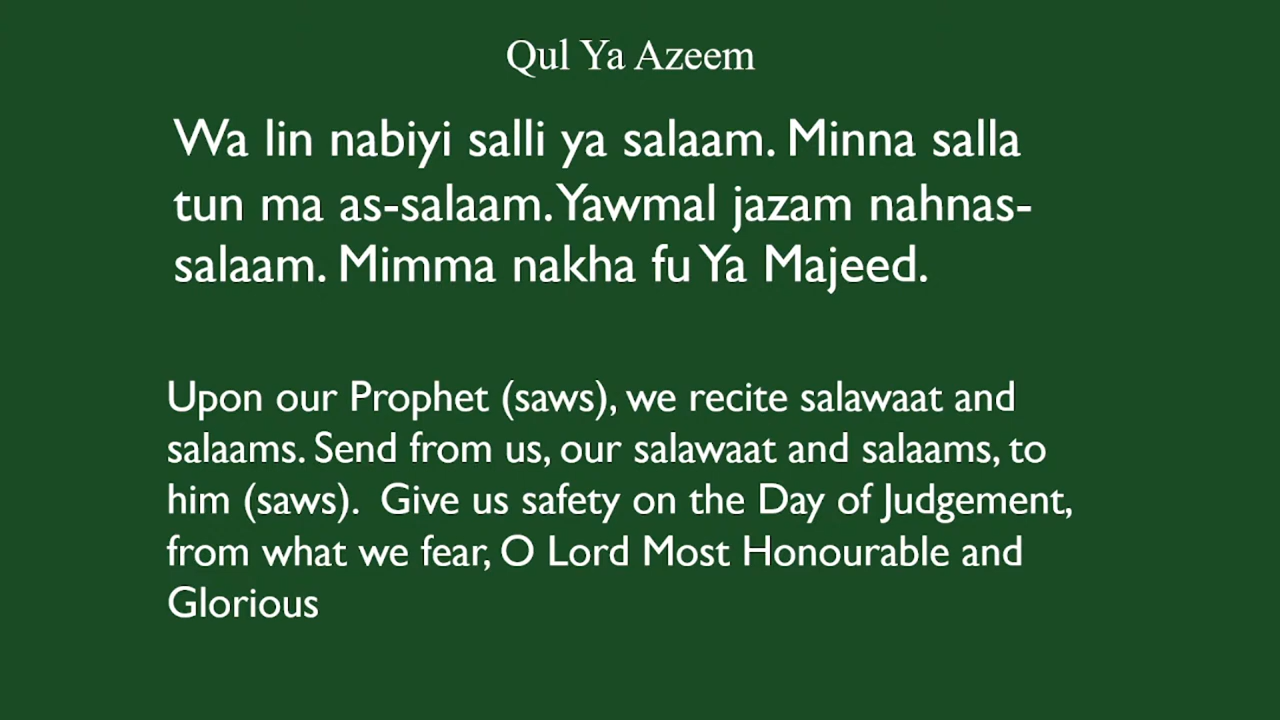 Qul Ya Azeem
Wa lin nabiyi salli ya salaam. Minna salla
tun ma as-salaam. Yawmal jazam nahnas-
salaam. Mimma nakha fu Ya Majeed.
Upon our Prophet (saws), we recite salawaat and
salaams. Send from us, our salawaat and salaams, to
him (saws).  Give us safety on the Day of Judgement,
from what we fear, O Lord Most Honourable and
Glorious